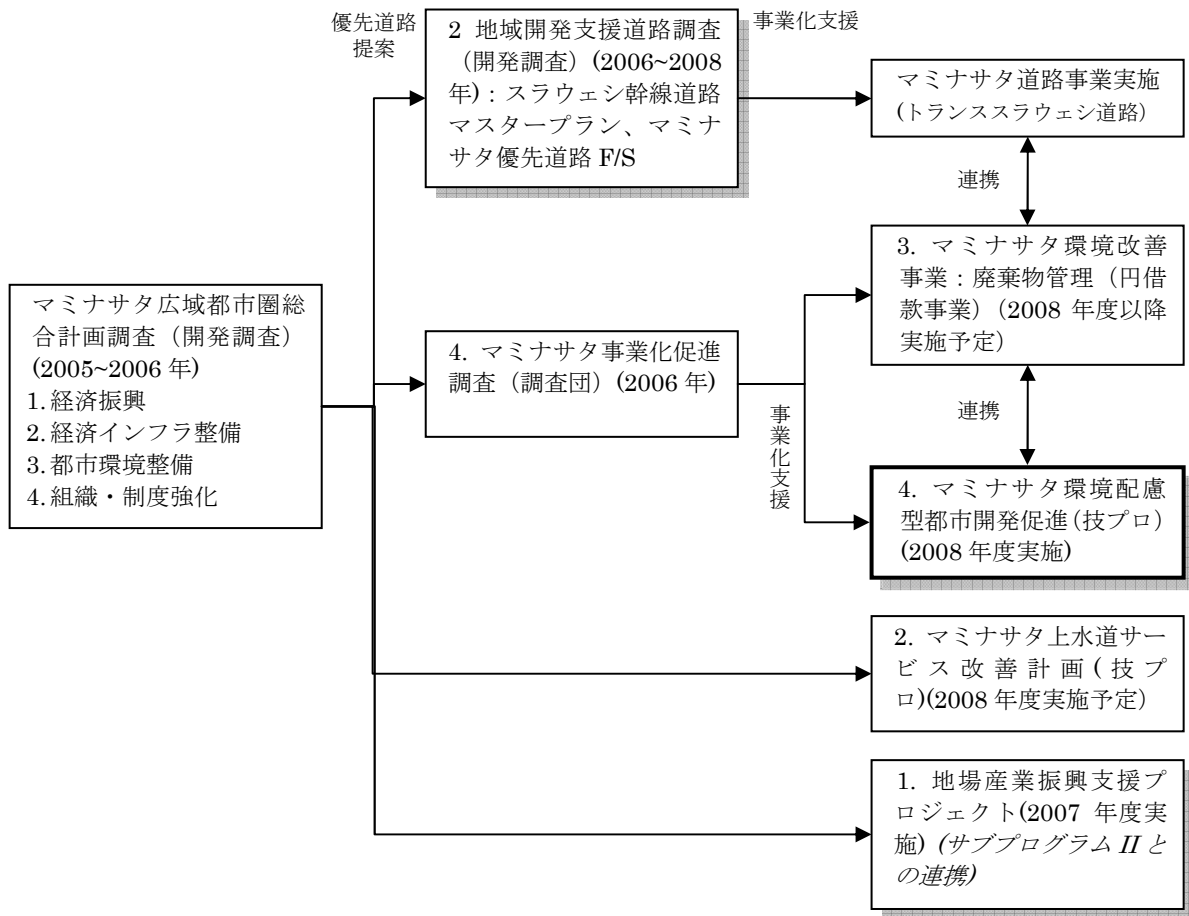 マミナサタ広域都市圏総
合計画調査（開発調査）
(2005~2006 年)
1. 経済振興
2. 経済インフラ整備
3. 都市環境整備
4. 組織・制度強化
優先道路
提案
2 地域開発支援道路調査
（開発調査）(2006~2008
年)：スラウェシ幹線道路
マスタープラン、マミナ
サタ優先道路 F/S
事業化支援
マミナサタ道路事業実施
(トランススラウェシ道路）
連携
4. マミナサタ事業化促進
調査（調査団）(2006 年)
事業化支援
3. マミナサタ環境改善
事業：廃棄物管理（円借
款事業）（2008 年度以降
実施予定）
連携
4. マミナサタ環境配慮
型都市開発促進(技プロ）
(2008 年度実施)
2. マミナサタ上水道サー
ビス改善計画(技プ
ロ)(2008 年度実施予定）
1. 地場産業振興支援プ
ロジェクト(2007 年度実
施) (サブプログラム II と
の連携)